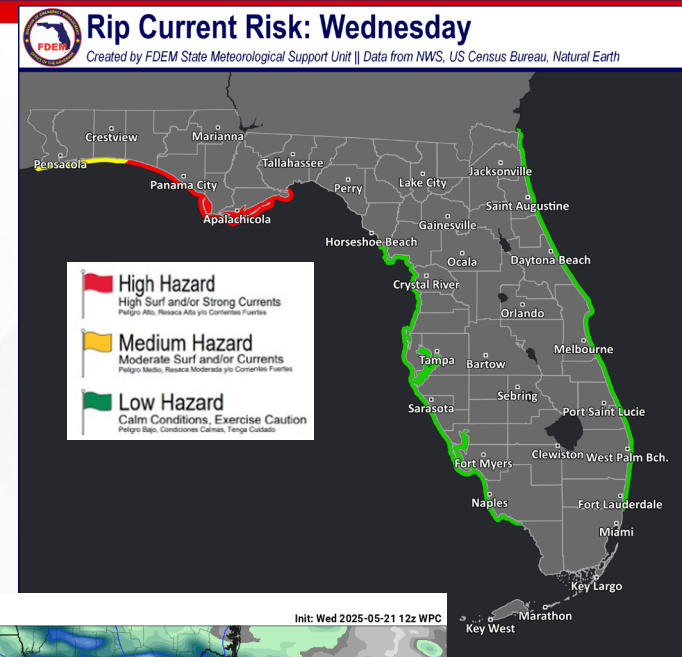 Rip Current Risk: Wednesday
Created by FDEM State Meteorological Support Unit || Data from NWS, US Census Bureau, Natural Earth
FDEM
Crestview
Marianna
Pensacola
Tallahassee
Jacksonville
Panama City
Perry
Lake City
Saint Augustine
Apalachicola
Gainesville
Horseshoe Beach
Ocala
Daytona Beach
Crystal River
Orlando
High Hazard
High Surf and/or Strong Currents
Peligro Alto, Resaca Alta y/o Corrientes Fuertes
Medium Hazard
Moderate Surf and/or Currents
Peligro Medio, Resaca Moderada y/o Corrientes Fuertes
Low Hazard
Calm Conditions, Exercise Caution
Peligro Bajo, Condiciones Calmas, Tenga Cuidado
Melbourne
Tampa
Bartow
Sebring
Sarasota
Port Saint Lucie
Clewiston
West Palm Bch.
Fort Myers
Naples
Fort Lauderdale
Miami
Key Largo
Marathon
Key West
Init: Wed 2025-05-21 12z WPC